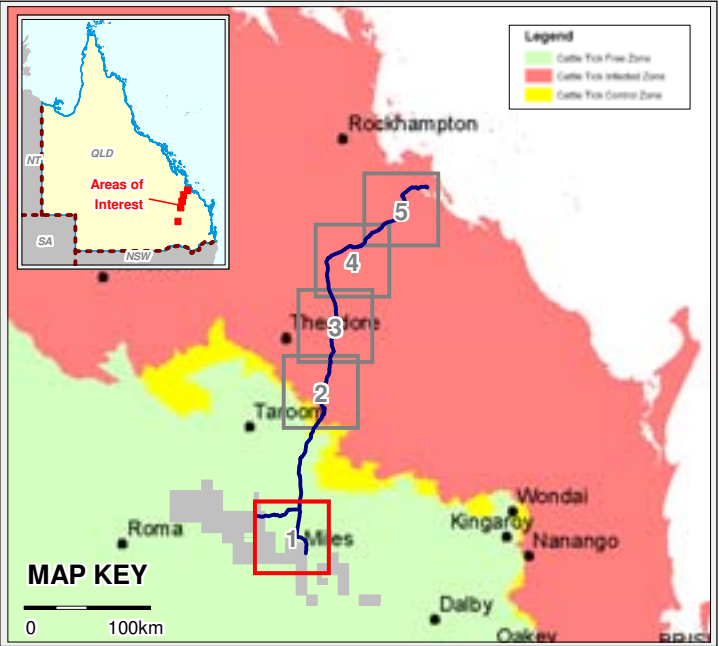 Legend
Cattle Tick Free Zone
Cattle Tick Infected Zone
Cattle Tick Control Zone
NT
QLD
Areas of
Interest
SA
NSW
Rockhampton
5
4
Theodore
3
2
Taroom
Wondai
Kingaroy
Roma
1
Miles
Nanango
MAP KEY
0 100km
Dalby
Oakey